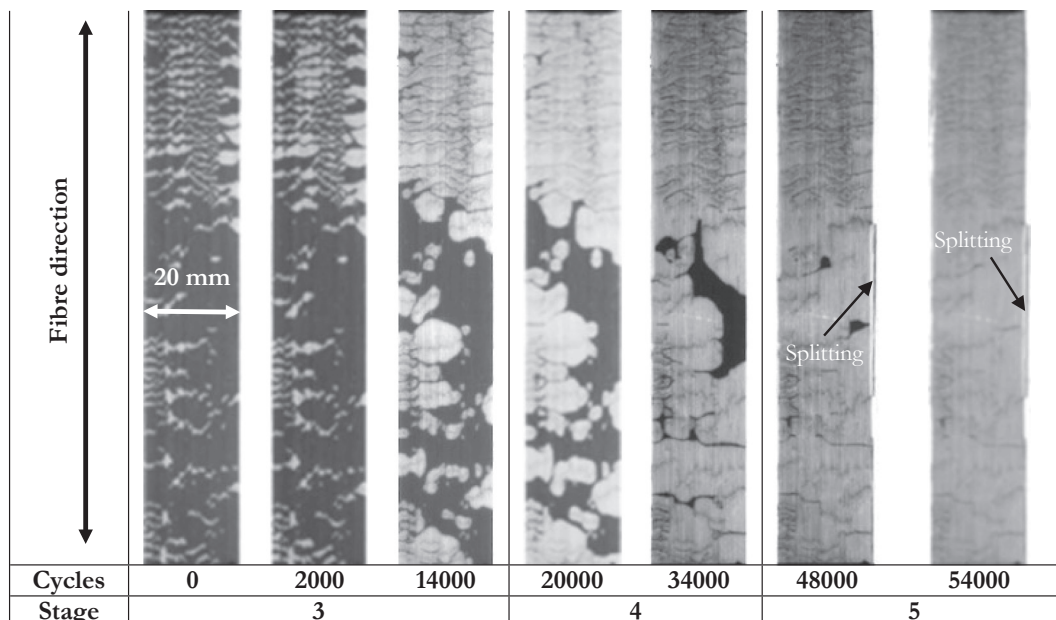 Fibre direction
20 mm
Splitting
Splitting
Cycles 0 2000 14000 20000 34000 48000 54000
Stage 3 4 5